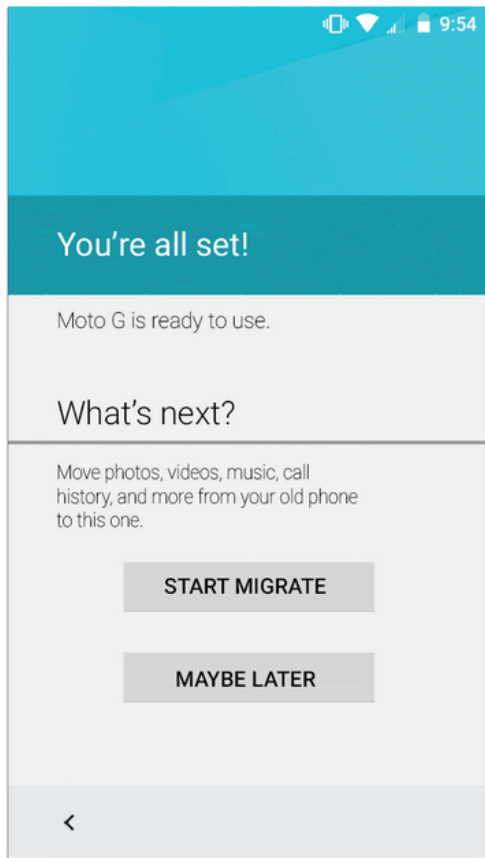 9:54
You're all set!
Moto G is ready to use.
What's next?
Move photos, videos, music, call
history, and more from your old phone
to this one.
START MIGRATE
MAYBE LATER